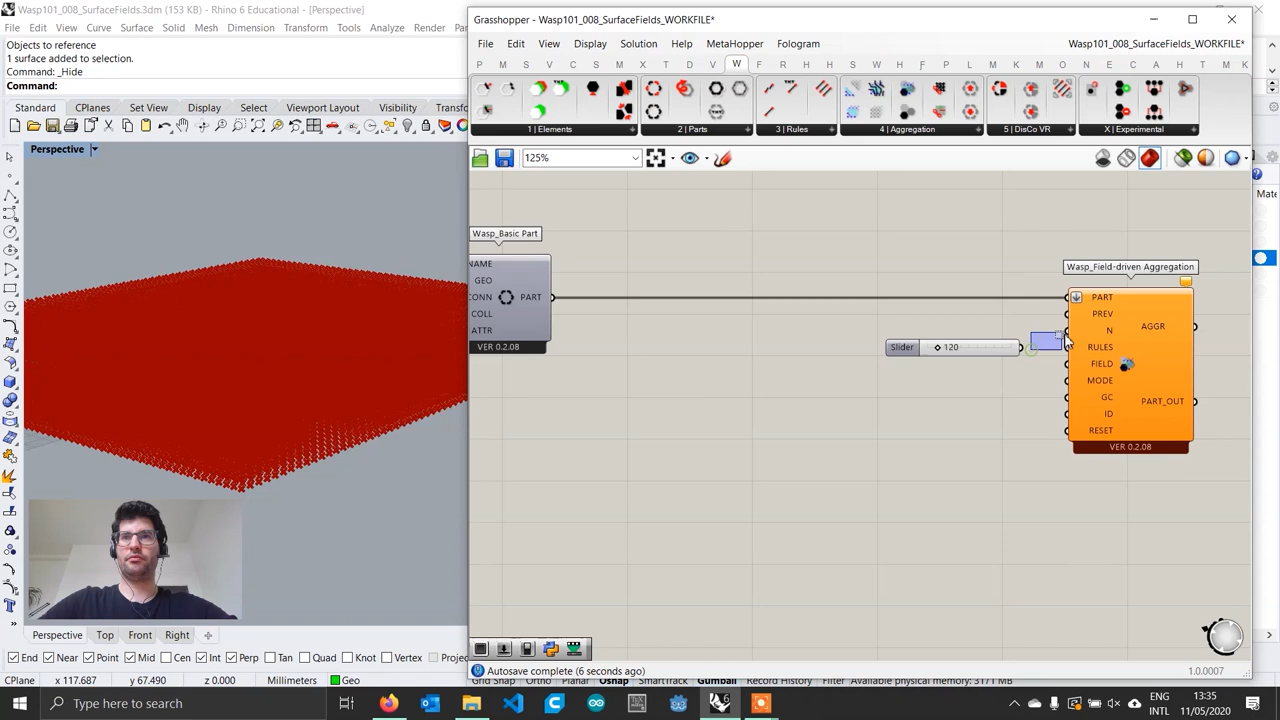 Wasp101_008_SurfaceFields.3dm (153 KB) - Rhino 6 Educational - [Perspective]
File Edit View Curve Surface Solid Mesh Dimension Transform Tools Analyze
Objects to reference
1 surface added to selection.
Command: _Hide
Command:
Standard CPlanes Set View Display Select Viewport Layout Visibility
Perspective
Grasshopper - Wasp101_008_SurfaceFields_WORKFILE*
File Edit View Display Solution Help MetaHopper Fologram
Wasp101_008_SurfaceFields_WORKFILE*
P M S V C S M X T D W F M H P L S A M O N E C G B A H T K
1 | Elements
2 | Parts
3 | Rules
4 | Aggregation
5 | DisCo VR
X | Experimental
125%
Wasp_Basic Part
NAME
GEO
CONN
COLL
ATTR
PART
VER 0.2.08
Slider
120
Wasp_Field-driven Aggregation
PART
PREV
N
RULES
FIELD
MODE
GC
ID
RESET
AGGR
PART_OUT
VER 0.2.08
Autosave complete (6 seconds ago)
1.0.0007
Perspective Top Front Right
End Near Point Mid Cen Int Perp Tan Quad Knot Vertex
CPlane x 117.687 y 67.490 z 0.000 Millimeters Geo
Osnap SmartTrack Gumball Record History
Type here to search
ENG
INTL
13:35
11/05/2020